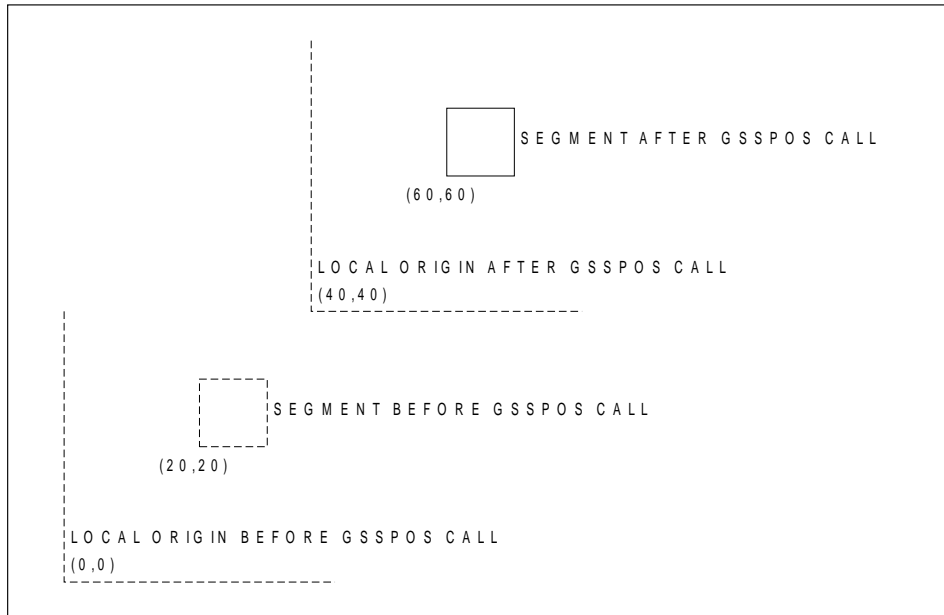 SEGMENT AFTER GSSPOS CALL
(60,60)
LOCAL ORIGIN AFTER GSSPOS CALL
(40,40)
SEGMENT BEFORE GSSPOS CALL
(20,20)
LOCAL ORIGIN BEFORE GSSPOS CALL
(0,0)